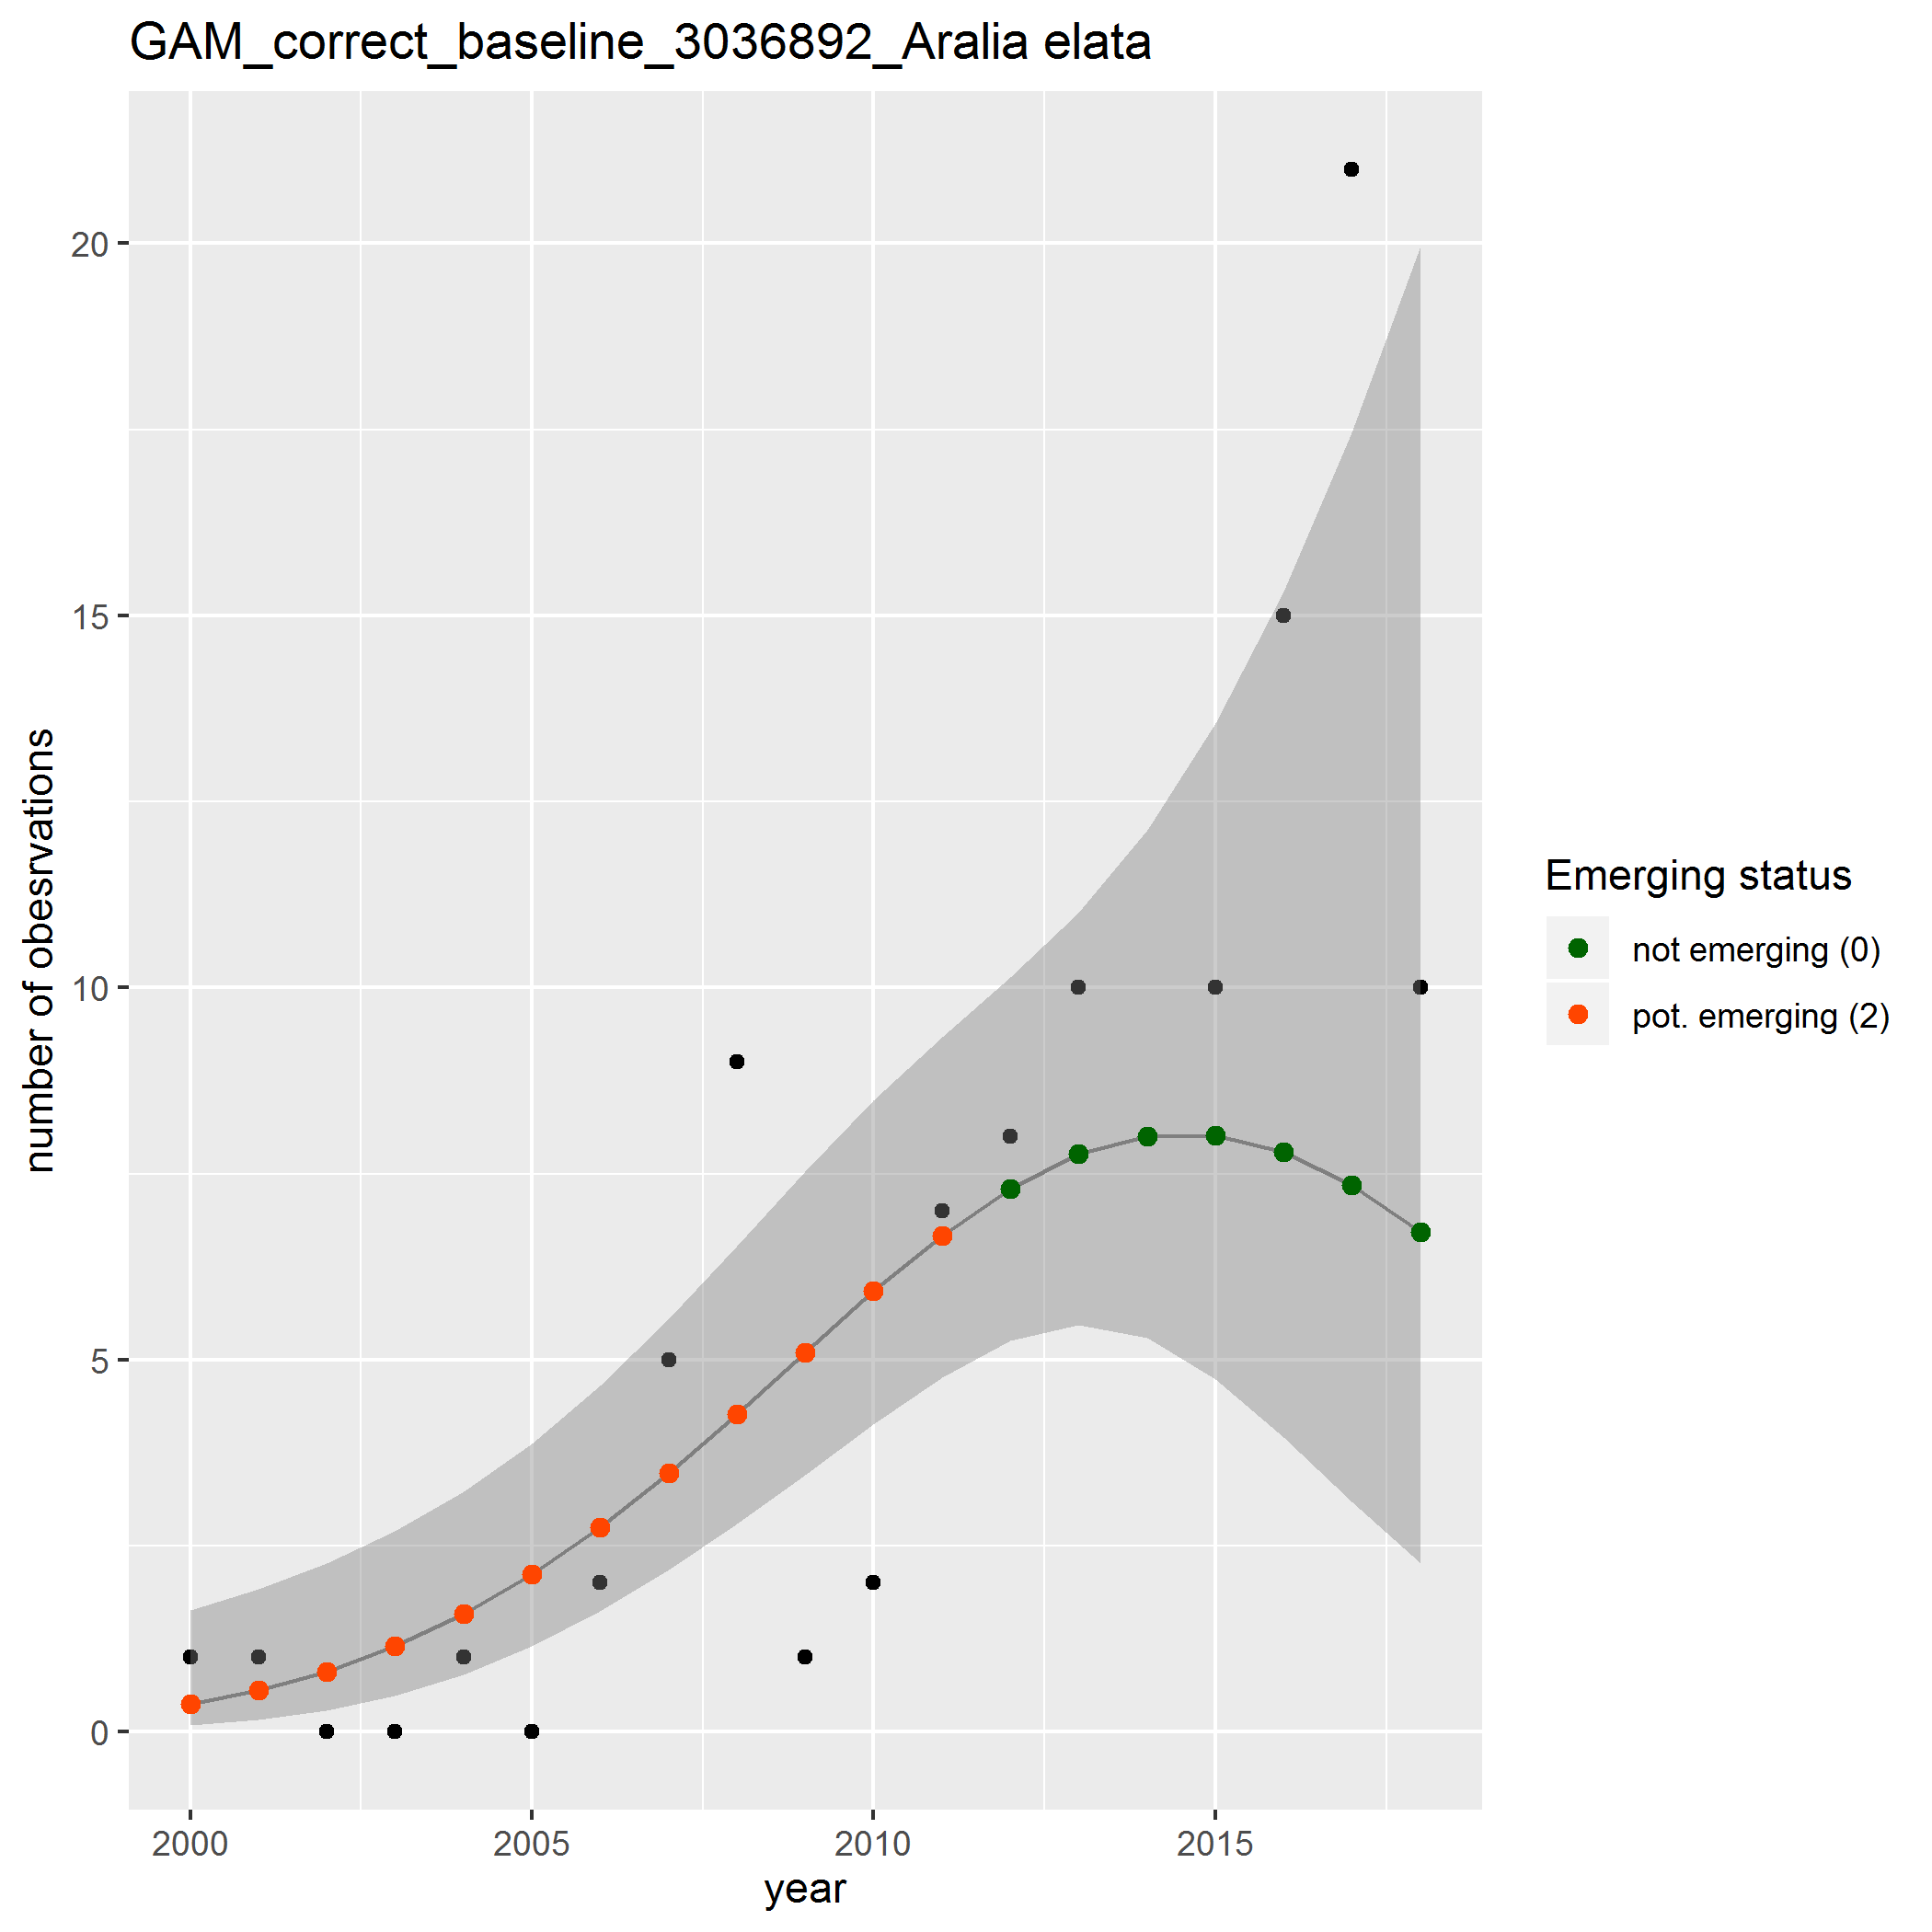 GAM_correct_baseline_3036892_Aralia elata
number of obesrvations
20
15
10
5
0
2000 2005 2010 2015
year
Emerging status
not emerging (0)
pot. emerging (2)